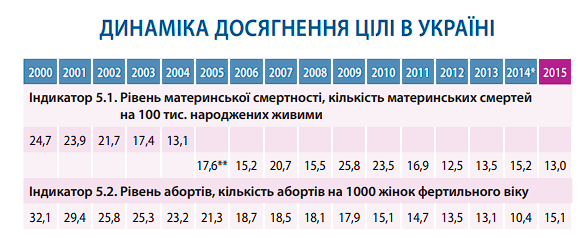 ДИНАМІКА ДОСЯГНЕННЯ ЦІЛІ В УКРАЇНІ
2000 2001 2002 2003 2004 2005 2006 2007 2008 2009 2010 2011 2012 2013 2014* 2015
Індикатор 5.1. Рівень материнської смертності, кількість материнських смертей
на 100 тис. народжених живими
24,7 23,9 21,7 17,4 13,1
17,6** 15,2 20,7 15,5 25,8 23,5 16,9 12,5 13,5 15,2 13,0
Індикатор 5.2. Рівень абортів, кількість абортів на 1000 жінок фертильного віку
32,1 29,4 25,8 25,3 23,2 21,3 18,7 18,5 18,1 17,9 15,1 14,7 13,5 13,1 10,4 15,1